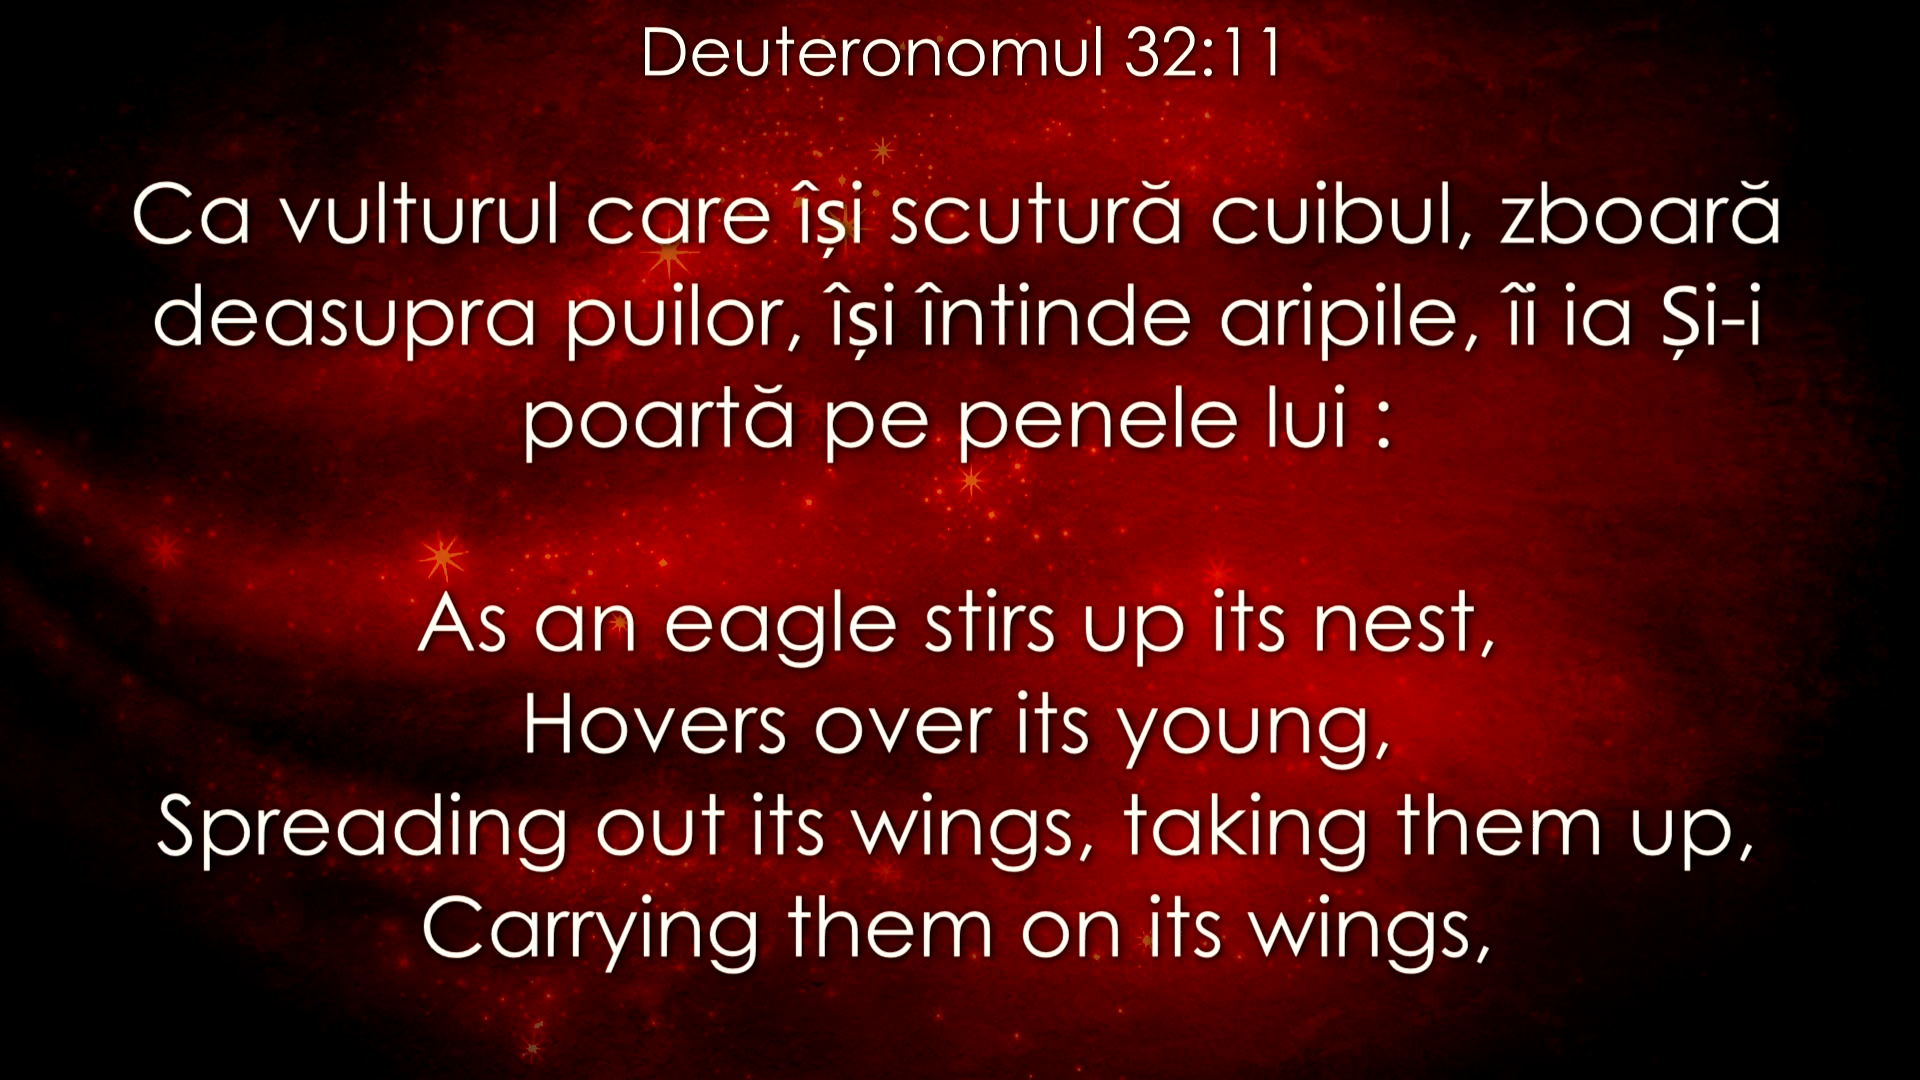 Deuteronomul 32:11
Ca vulturul care își scutură cuibul, zboară
deasupra puilor, își întinde aripile, îi ia Și-i
poartă pe penele lui :
As an eagle stirs up its nest,
Hovers over its young,
Spreading out its wings, taking them up,
Carrying them on its wings,